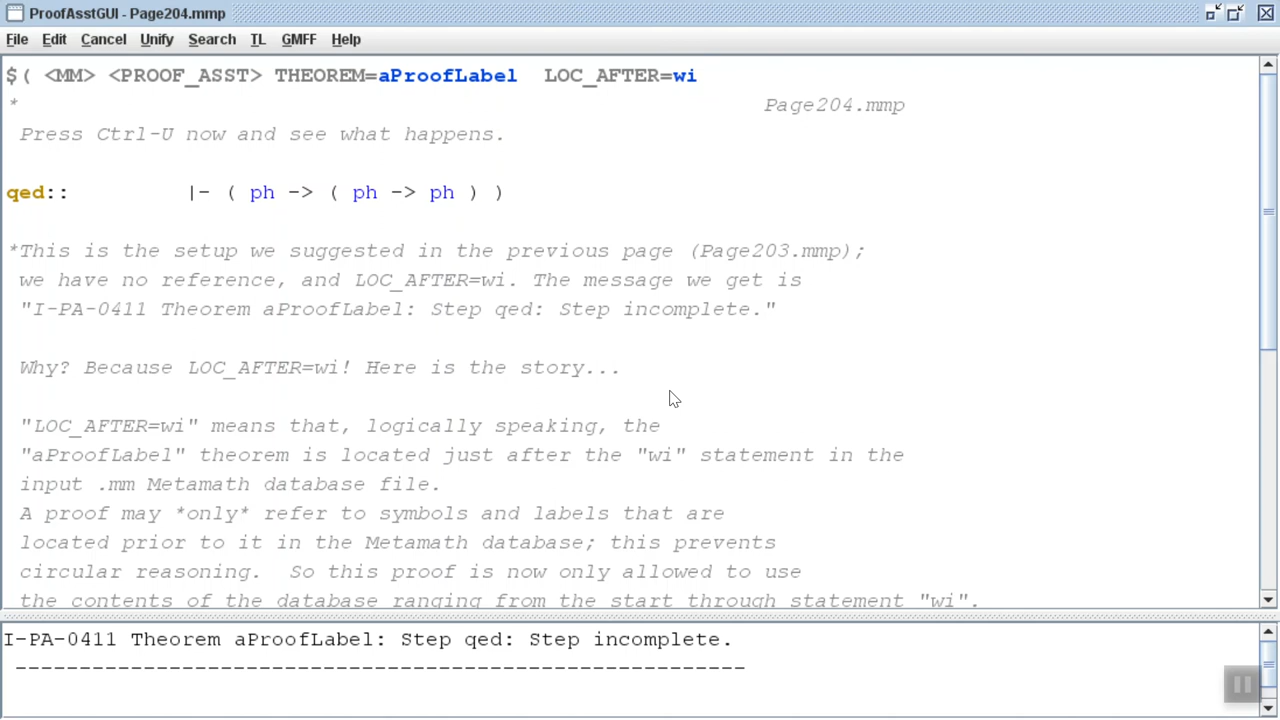 ProofAsstGUI - Page204.mmp
File Edit Cancel Unify Search TL GMFF Help
$( <MM> <PROOF_ASST> THEOREM=aProofLabel  LOC_AFTER=wi
* Page204.mmp
Press Ctrl-U now and see what happens.
qed:: |- ( ph -> ( ph -> ph ) )
*This is the setup we suggested in the previous page (Page203.mmp);
we have no reference, and LOC_AFTER=wi. The message we get is
"I-PA-0411 Theorem aProofLabel: Step qed: Step incomplete."
Why? Because LOC_AFTER=wi! Here is the story...
"LOC_AFTER=wi" means that, logically speaking, the
"aProofLabel" theorem is located just after the "wi" statement in the
input .mm Metamath database file.
A proof may *only* refer to symbols and labels that are
located prior to it in the Metamath database; this prevents
circular reasoning.  So this proof is now only allowed to use
the contents of the database ranging from the start through statement "wi".
I-PA-0411 Theorem aProofLabel: Step qed: Step incomplete.
---------------------------------------------------------